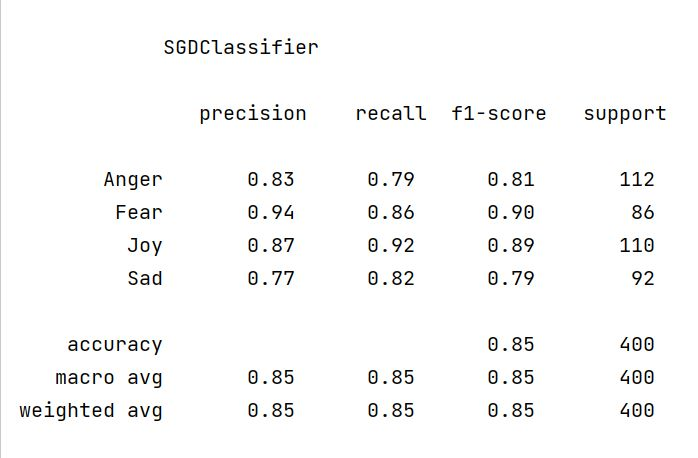 SGDClassifier
precision recall f1-score support
Anger 0.83 0.79 0.81 112
Fear 0.94 0.86 0.90 86
Joy 0.87 0.92 0.89 110
Sad 0.77 0.82 0.79 92
accuracy 0.85 400
macro avg 0.85 0.85 0.85 400
weighted avg 0.85 0.85 0.85 400